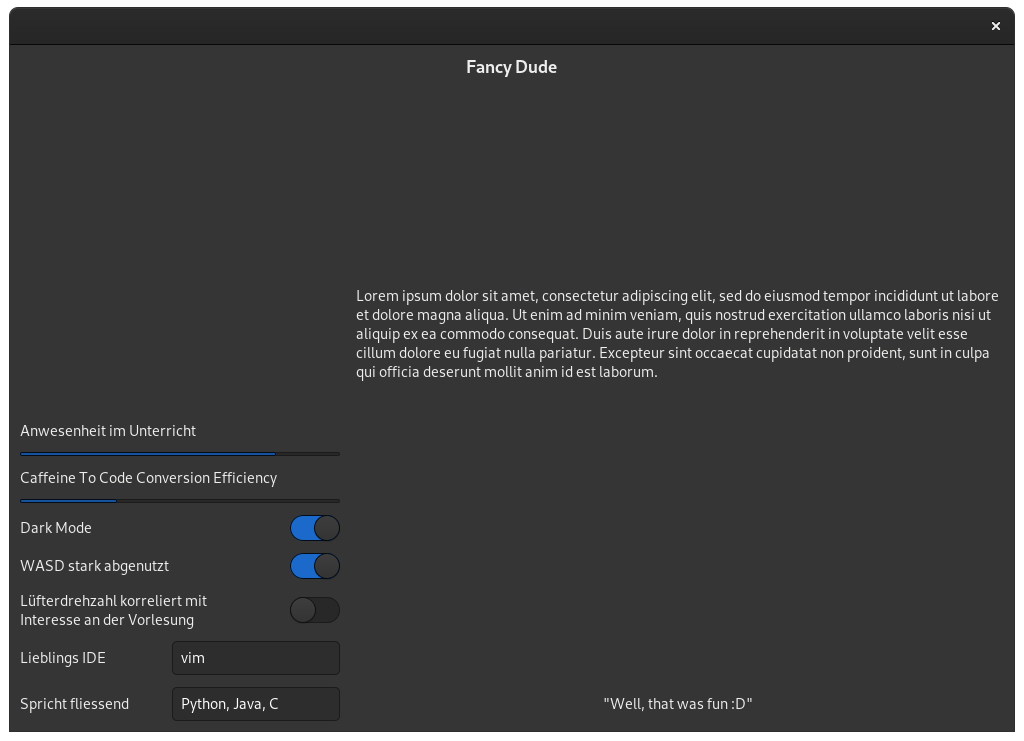 Fancy Dude
Lorem ipsum dolor sit amet, consectetur adipiscing elit, sed do eiusmod tempor incididunt ut labore
et dolore magna aliqua. Ut enim ad minim veniam, quis nostrud exercitation ullamco laboris nisi ut
aliquip ex ea commodo consequat. Duis aute irure dolor in reprehenderit in voluptate velit esse
cillum dolore eu fugiat nulla pariatur. Excepteur sint occaecat cupidatat non proident, sunt in culpa
qui officia deserunt mollit anim id est laborum.
Anwesenheit im Unterricht
Caffeine To Code Conversion Efficiency
Dark Mode
WASD stark abgenutzt
Lüfterdrehzahl korreliert mit
Interesse an der Vorlesung
Lieblings IDE
vim
Spricht fliessend
Python, Java, C
"Well, that was fun :D"